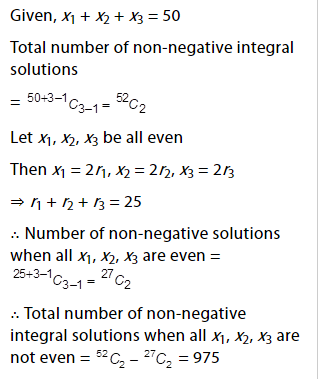 Given, x₁ + x₂ + x₃ = 50
Total number of non-negative integral
solutions
= ⁵⁰⁺³⁻¹C₃₋₁ = ⁵²C₂
Let x₁, x₂, x₃ be all even
Then x₁ = 2r₁, x₂ = 2r₂, x₃ = 2r₃
⇒ r₁ + r₂ + r₃ = 25
∴ Number of non-negative solutions
when all x₁, x₂, x₃ are even =
²⁵⁺³⁻¹C₃₋₁ = ²⁷C₂
∴ Total number of non-negative
integral solutions when all x₁, x₂, x₃ are
not even = ⁵²C₂ – ²⁷C₂ = 975